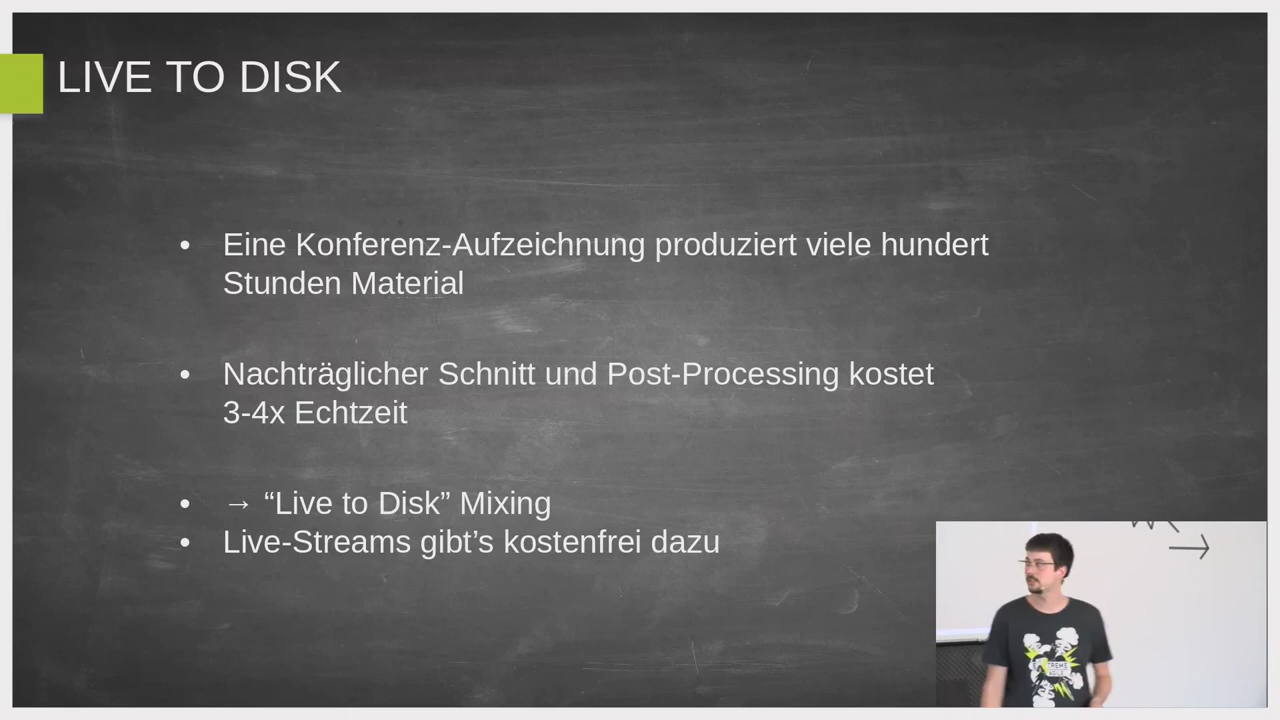 LIVE TO DISK
• Eine Konferenz-Aufzeichnung produziert viele hundert
Stunden Material
• Nachträglicher Schnitt und Post-Processing kostet
3-4x Echtzeit
• → “Live to Disk” Mixing
• Live-Streams gibt’s kostenfrei dazu